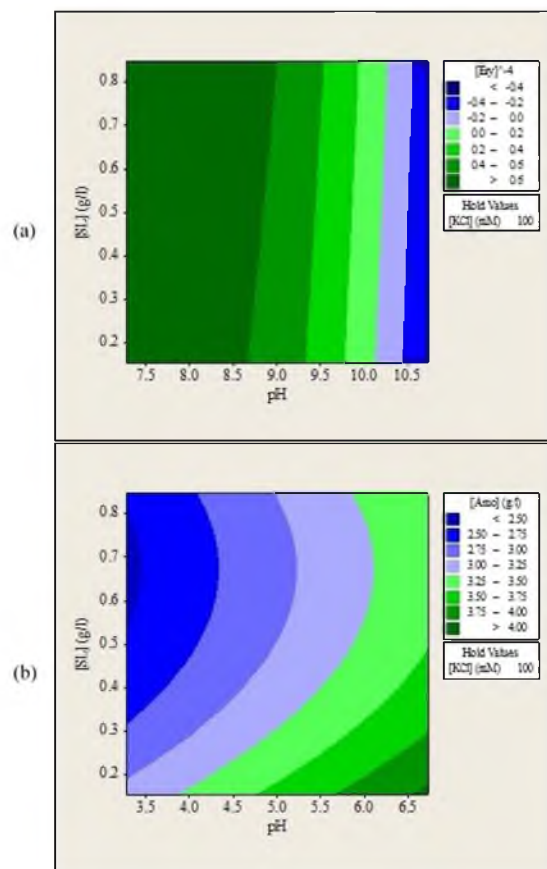 (a)
[SL] (g/l)
0.8
0.7
0.6
0.5
0.4
0.3
0.2
7.5 8.0 8.5 9.0 9.5 10.0 10.5
pH
[Ery]^-4
< -0.4
-0.4 – -0.2
-0.2 – 0.0
0.0 – 0.2
0.2 – 0.4
0.4 – 0.6
> 0.6
Hold Values
[KCl] (mM) 100
(b)
[SL] (g/l)
0.8
0.7
0.6
0.5
0.4
0.3
0.2
3.5 4.0 4.5 5.0 5.5 6.0 6.5
pH
[Amo] (g/l)
< 2.50
2.50 – 2.75
2.75 – 3.00
3.00 – 3.25
3.25 – 3.50
3.50 – 3.75
3.75 – 4.00
> 4.00
Hold Values
[KCl] (mM) 100